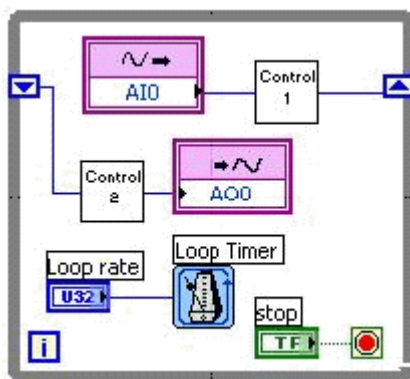 AI0
Control
1
Control
2
AO0
Loop rate
Loop Timer
U32
stop
TF
i